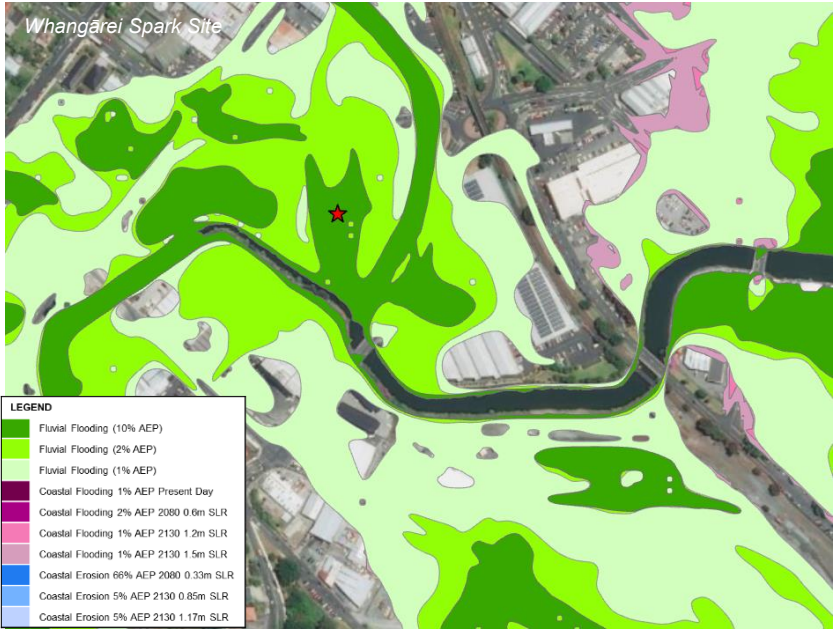 Whangārei Spark Site
LEGEND
Fluvial Flooding (10% AEP)
Fluvial Flooding (2% AEP)
Fluvial Flooding (1% AEP)
Coastal Flooding 1% AEP Present Day
Coastal Flooding 2% AEP 2080 0.6m SLR
Coastal Flooding 1% AEP 2130 1.2m SLR
Coastal Flooding 1% AEP 2130 1.5m SLR
Coastal Erosion 66% AEP 2080 0.33m SLR
Coastal Erosion 5% AEP 2130 0.85m SLR
Coastal Erosion 5% AEP 2130 1.17m SLR